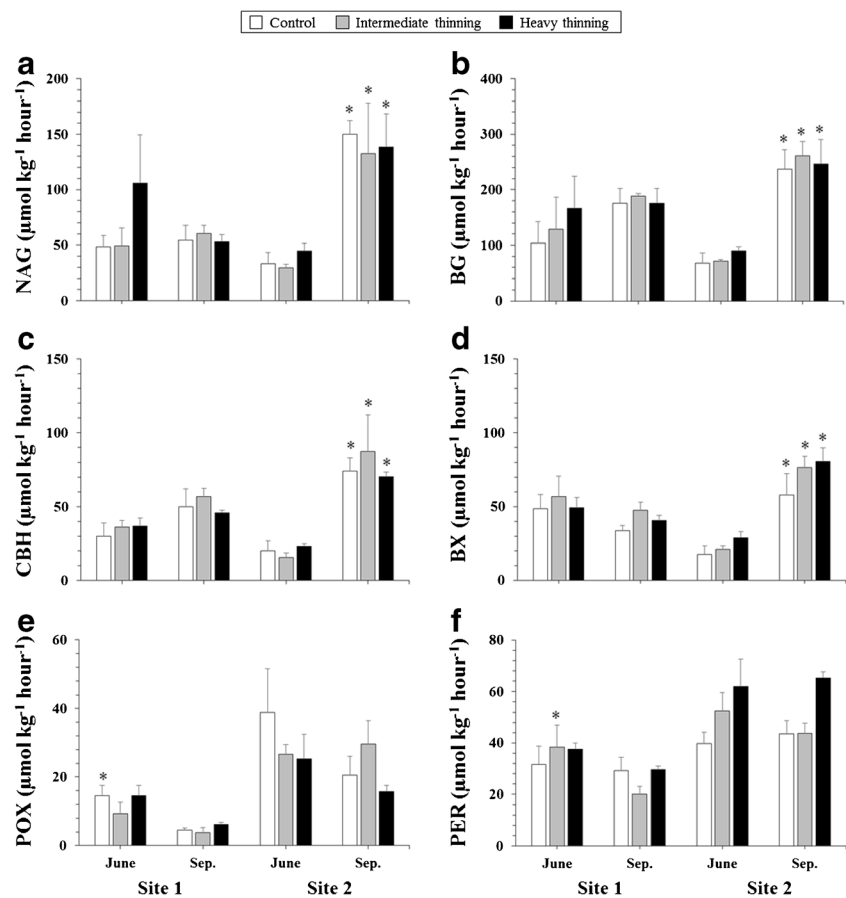 Control Intermediate thinning Heavy thinning
a
NAG (µmol kg-1 hour-1)
200
150
100
50
0
* * *
b
BG (µmol kg-1 hour-1)
400
300
200
100
0
* * *
c
CBH (µmol kg-1 hour-1)
150
100
50
0
* * *
d
BX (µmol kg-1 hour-1)
150
100
50
0
* * *
e
POX (µmol kg-1 hour-1)
60
40
20
0
*
June Sep. June Sep.
Site 1 Site 2
f
PER (µmol kg-1 hour-1)
80
60
40
20
0
*
June Sep. June Sep.
Site 1 Site 2